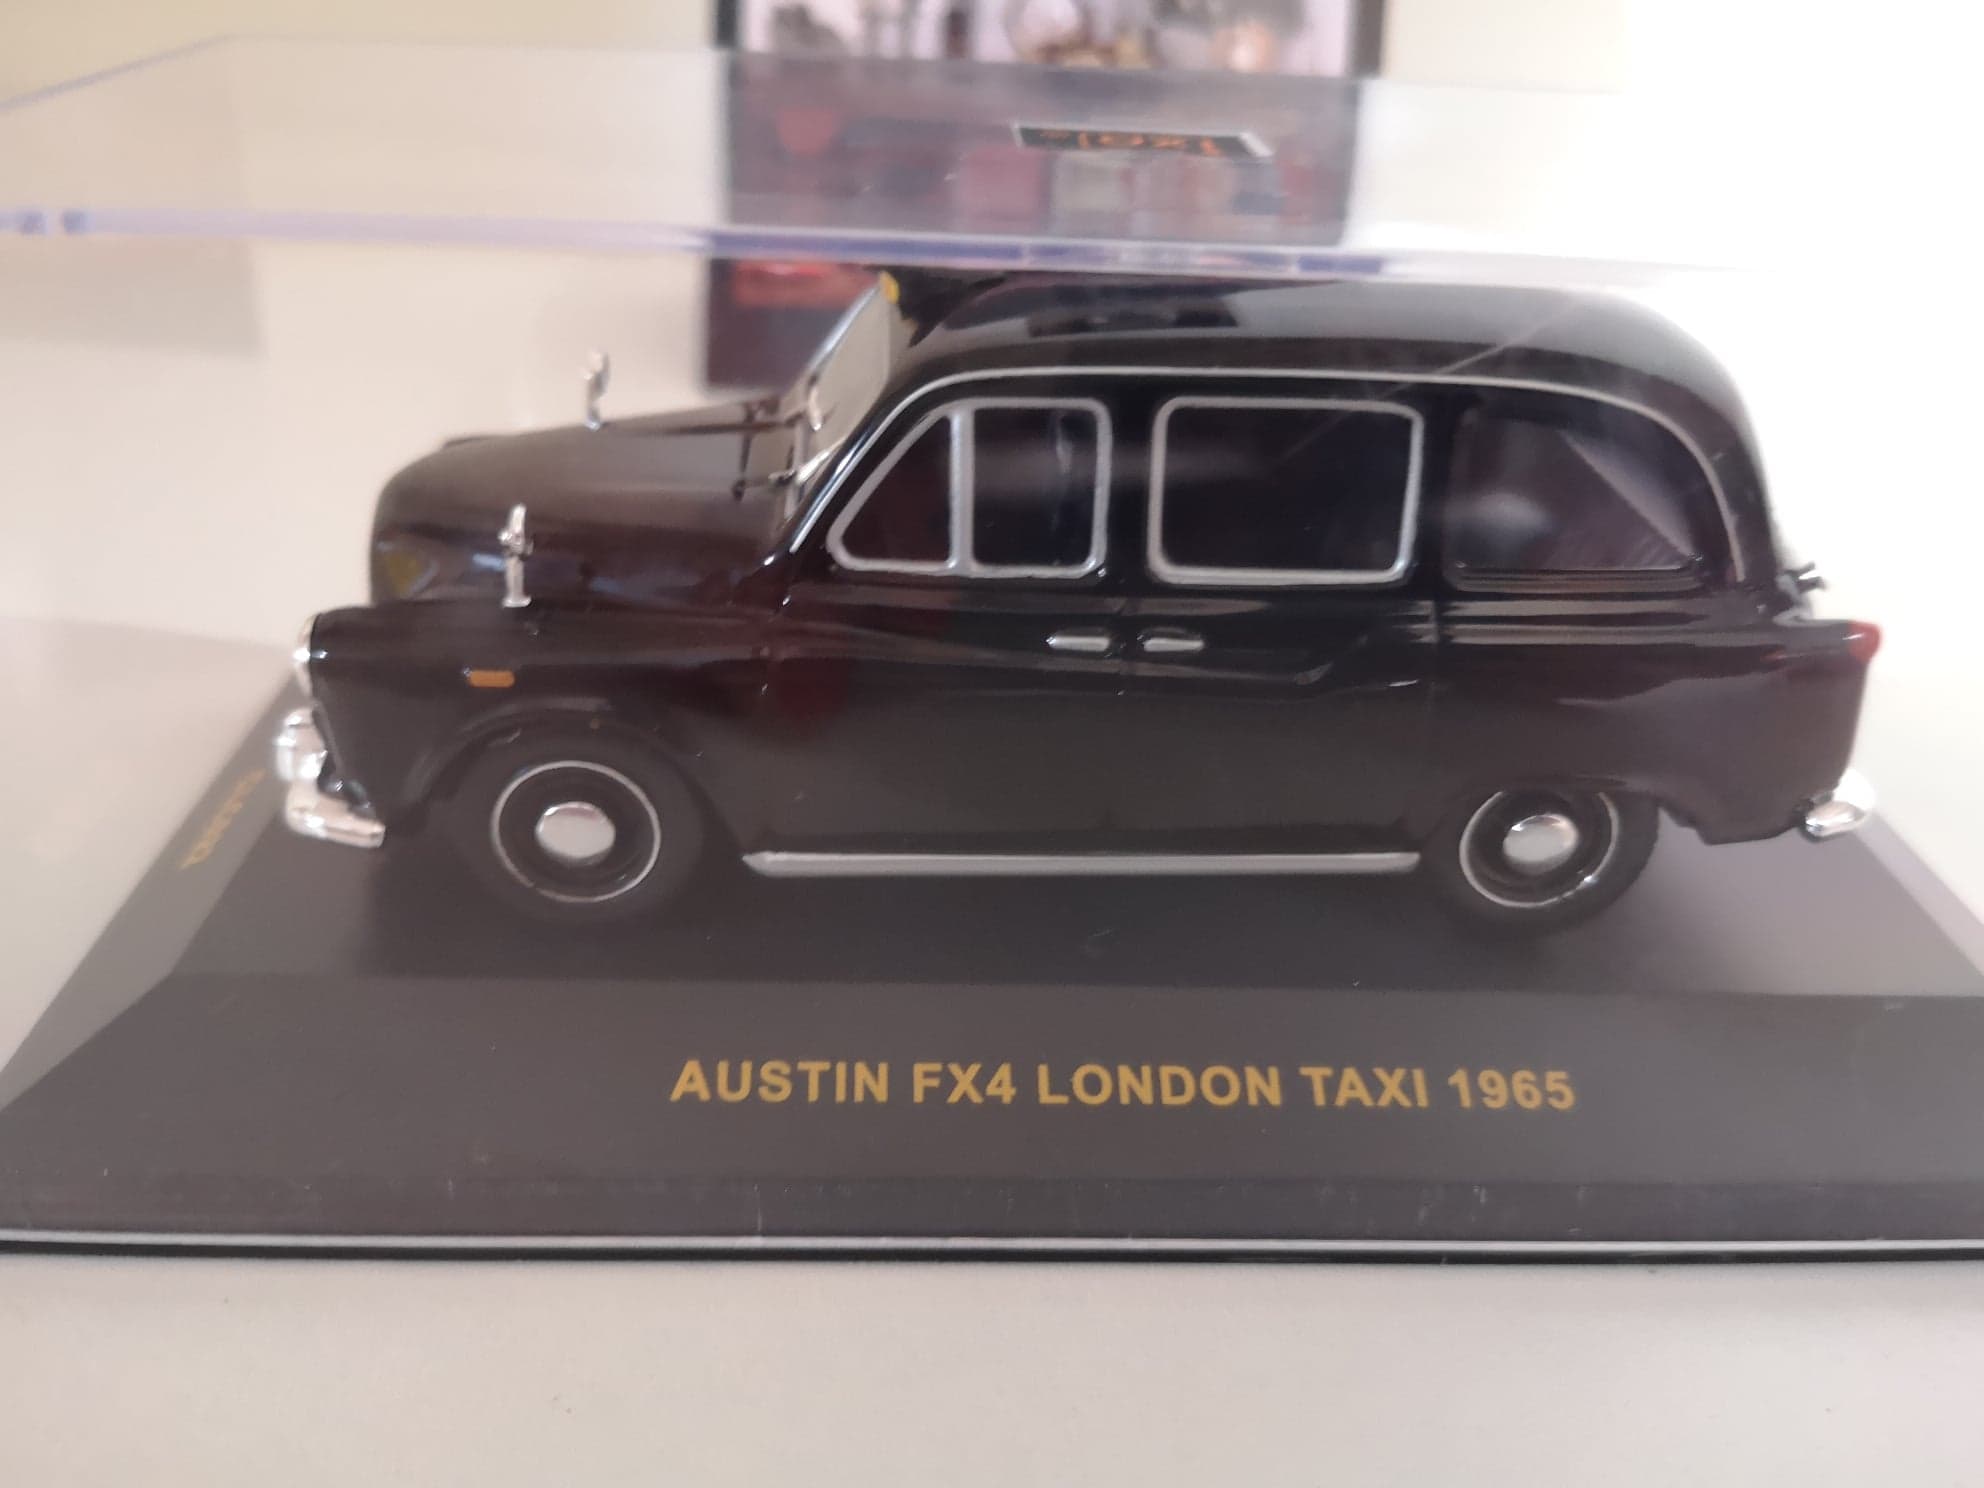 AUSTIN FX4 LONDON TAXI 1965